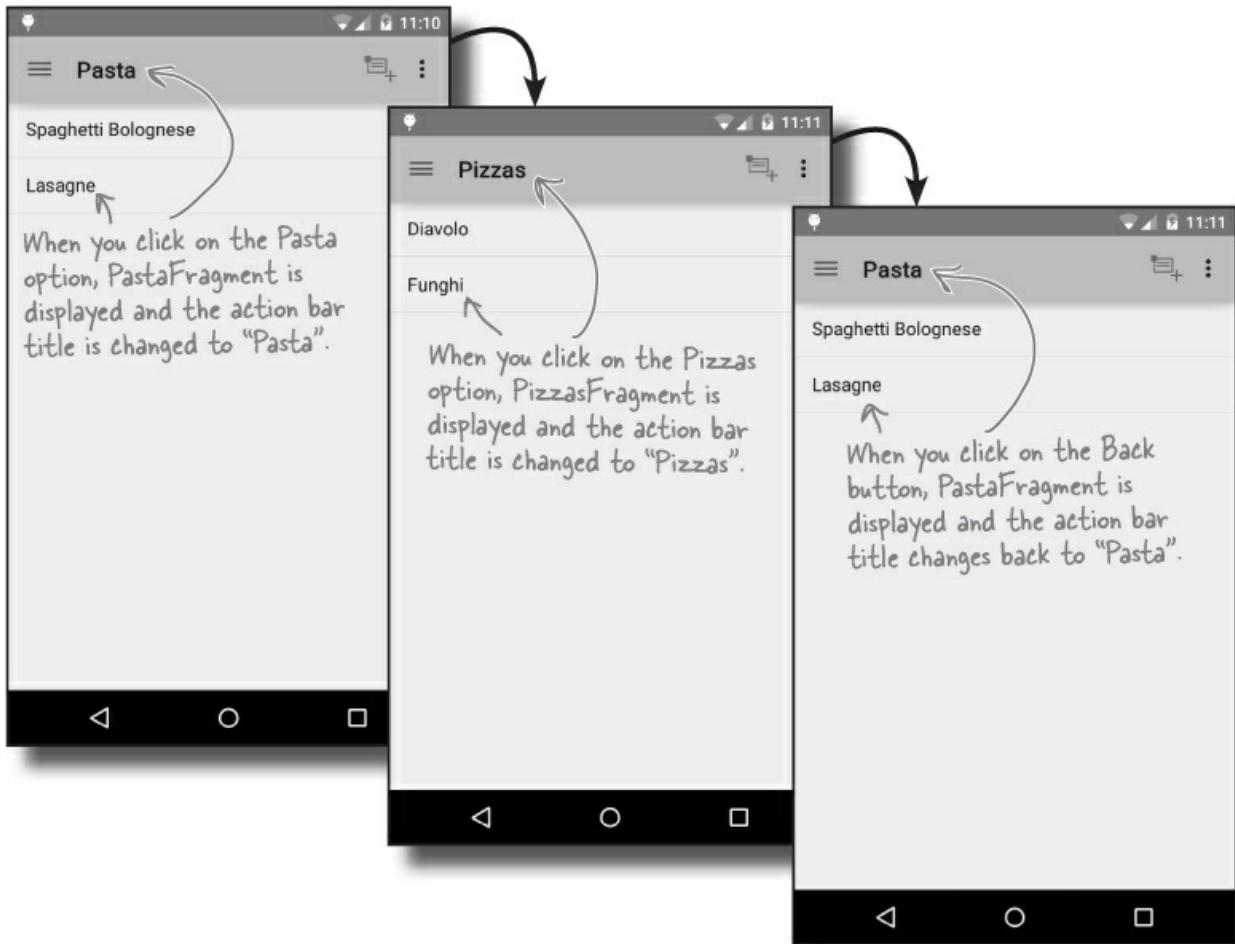 11:10
Pasta
Spaghetti Bolognese
Lasagne
When you click on the Pasta
option, PastaFragment is
displayed and the action bar
title is changed to “Pasta”.
11:11
Pizzas
Diavolo
Funghi
When you click on the Pizzas
option, PizzasFragment is
displayed and the action bar
title is changed to “Pizzas”.
11:11
Pasta
Spaghetti Bolognese
Lasagne
When you click on the Back
button, PastaFragment is
displayed and the action bar
title changes back to “Pasta”.